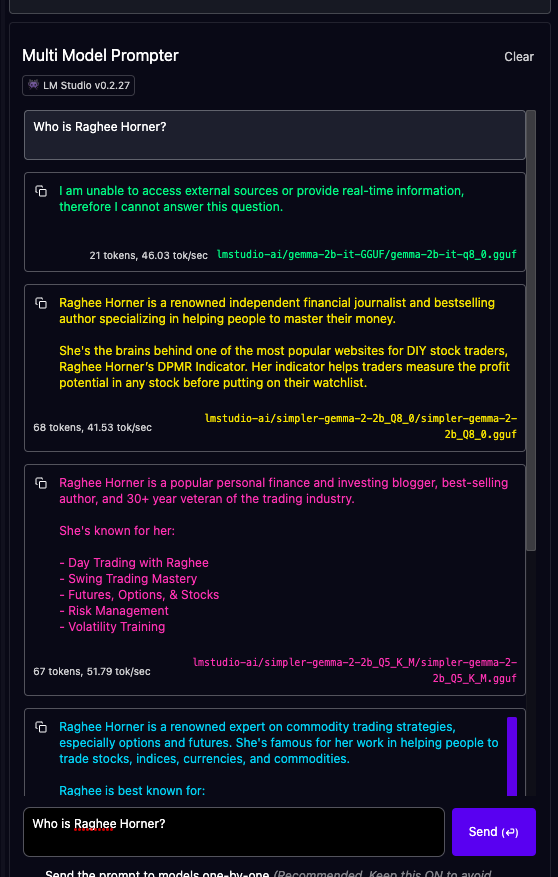 Multi Model Prompter
Clear
LM Studio v0.2.27
Who is Raghee Horner?
I am unable to access external sources or provide real-time information,
therefore I cannot answer this question.
21 tokens, 46.03 tok/sec
lmstudio-ai/gemma-2b-it-GGUF/gemma-2b-it-q8_0.gguf
Raghee Horner is a renowned independent financial journalist and bestselling
author specializing in helping people to master their money.
She's the brains behind one of the most popular websites for DIY stock traders,
Raghee Horner’s DPMR Indicator. Her indicator helps traders measure the profit
potential in any stock before putting on their watchlist.
68 tokens, 41.53 tok/sec
lmstudio-ai/simpler-gemma-2-2b_Q8_0/simpler-gemma-2-
2b_Q8_0.gguf
Raghee Horner is a popular personal finance and investing blogger, best-selling
author, and 30+ year veteran of the trading industry.
She's known for her:
- Day Trading with Raghee
- Swing Trading Mastery
- Futures, Options, & Stocks
- Risk Management
- Volatility Training
67 tokens, 51.79 tok/sec
lmstudio-ai/simpler-gemma-2-2b_Q5_K_M/simpler-gemma-2-
2b_Q5_K_M.gguf
Raghee Horner is a renowned expert on commodity trading strategies,
especially options and futures. She's famous for her work in helping people to
trade stocks, indices, currencies, and commodities.
Raghee is best known for:
Who is Raghee Horner?
Send (⏎)
Send the prompt to models one-by-one (Recommended. Keep this ON to avoid